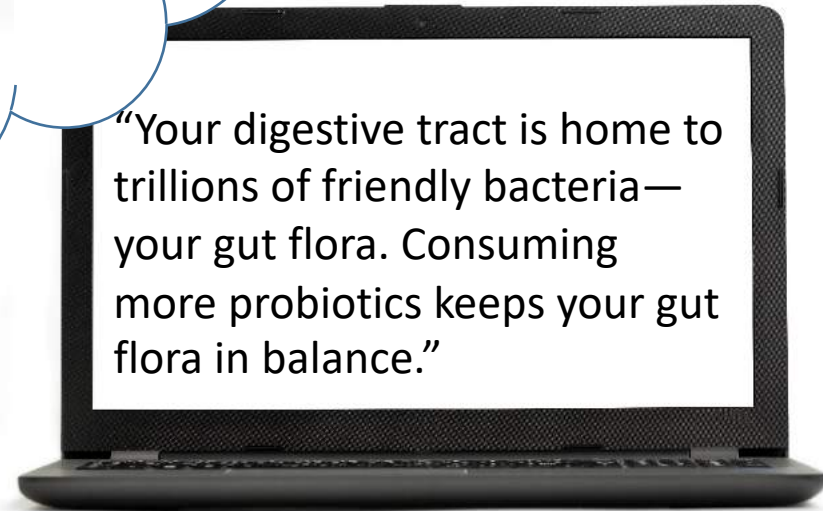 “Your digestive tract is home to
trillions of friendly bacteria—
your gut flora. Consuming
more probiotics keeps your gut
flora in balance.”